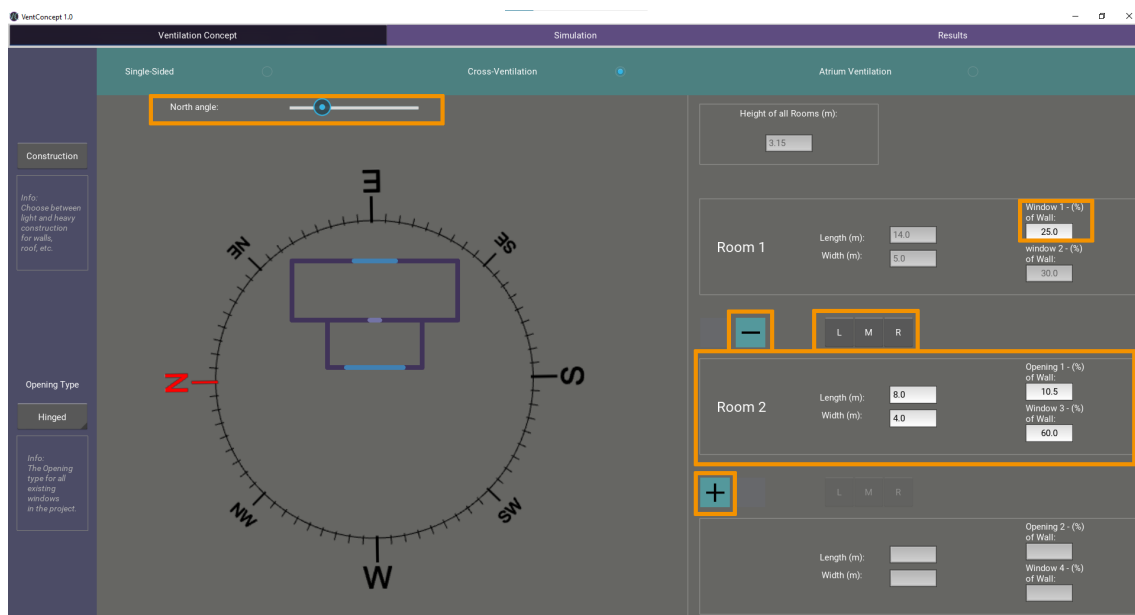 VentConcept 1.0
Ventilation Concept
Simulation
Results
Single-Sided
Cross-Ventilation
Atrium Ventilation
North angle:
Height of all Rooms (m):
3.15
Construction
Info:
Choose between
light and heavy
construction
for walls,
roof, etc.
Opening Type
Hinged
Info:
The Opening
type for all
existing
windows
in the project.
E
SE
S
SW
W
NW
N
NE
Room 1
Length (m):
14.0
Width (m):
5.0
Window 1 - (%)
of Wall:
25.0
window 2 - (%)
of Wall:
30.0
−
L M R
Room 2
Length (m):
8.0
Width (m):
4.0
Opening 1 - (%)
of Wall:
10.5
Window 3 - (%)
of Wall:
60.0
+
L M R
Length (m):
Width (m):
Opening 2 - (%)
of Wall:
Window 4 - (%)
of Wall: